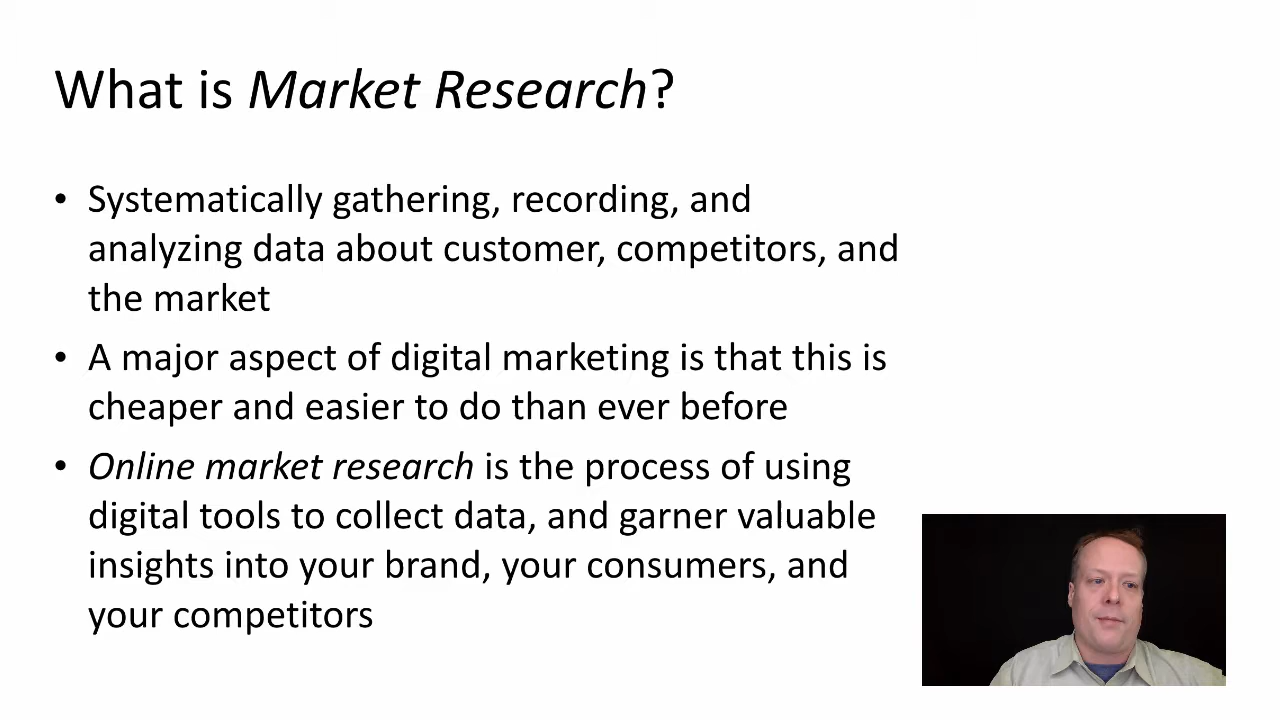 What is Market Research?
• Systematically gathering, recording, and
analyzing data about customer, competitors, and
the market
• A major aspect of digital marketing is that this is
cheaper and easier to do than ever before
• Online market research is the process of using
digital tools to collect data, and garner valuable
insights into your brand, your consumers, and
your competitors